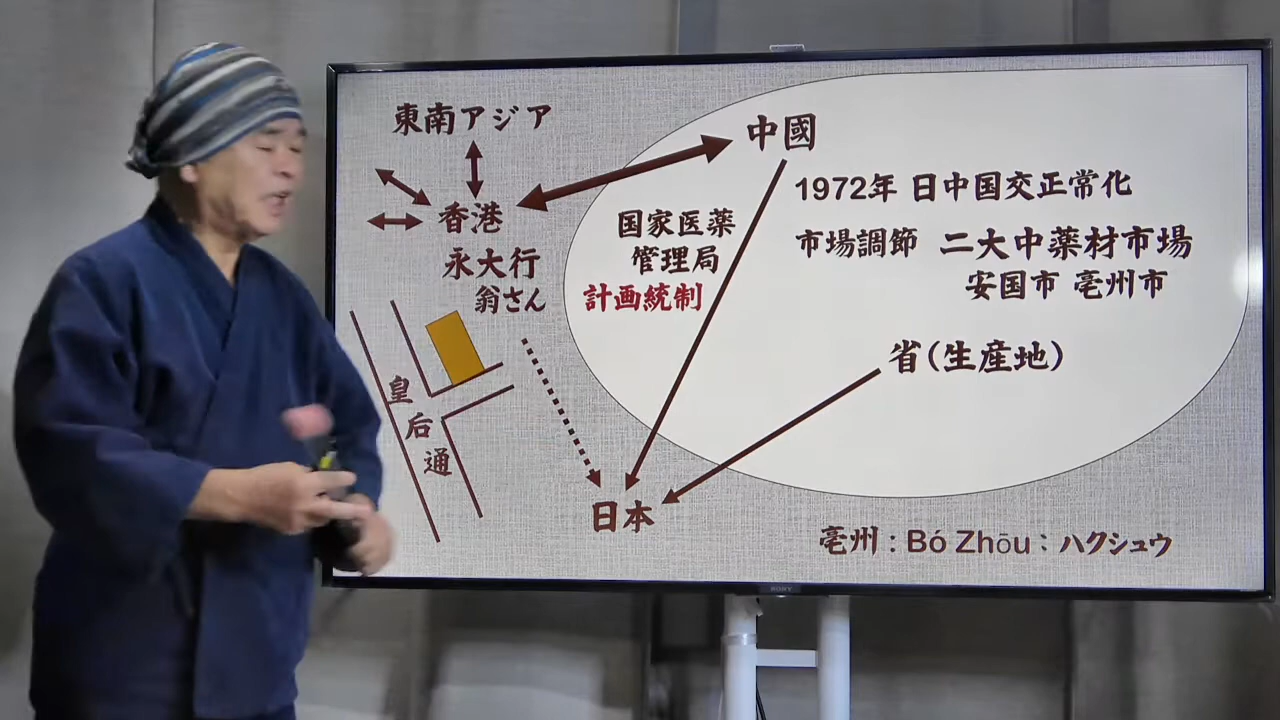 東南アジア
中國
香港
永大行
翁さん
国家医薬
管理局
計画統制
1972年 日中国交正常化
市場調節 二大中薬材市場
安国市 亳州市
省(生産地)
皇后通
日本
亳州:Bó Zhōu:ハクシュウ
SONY